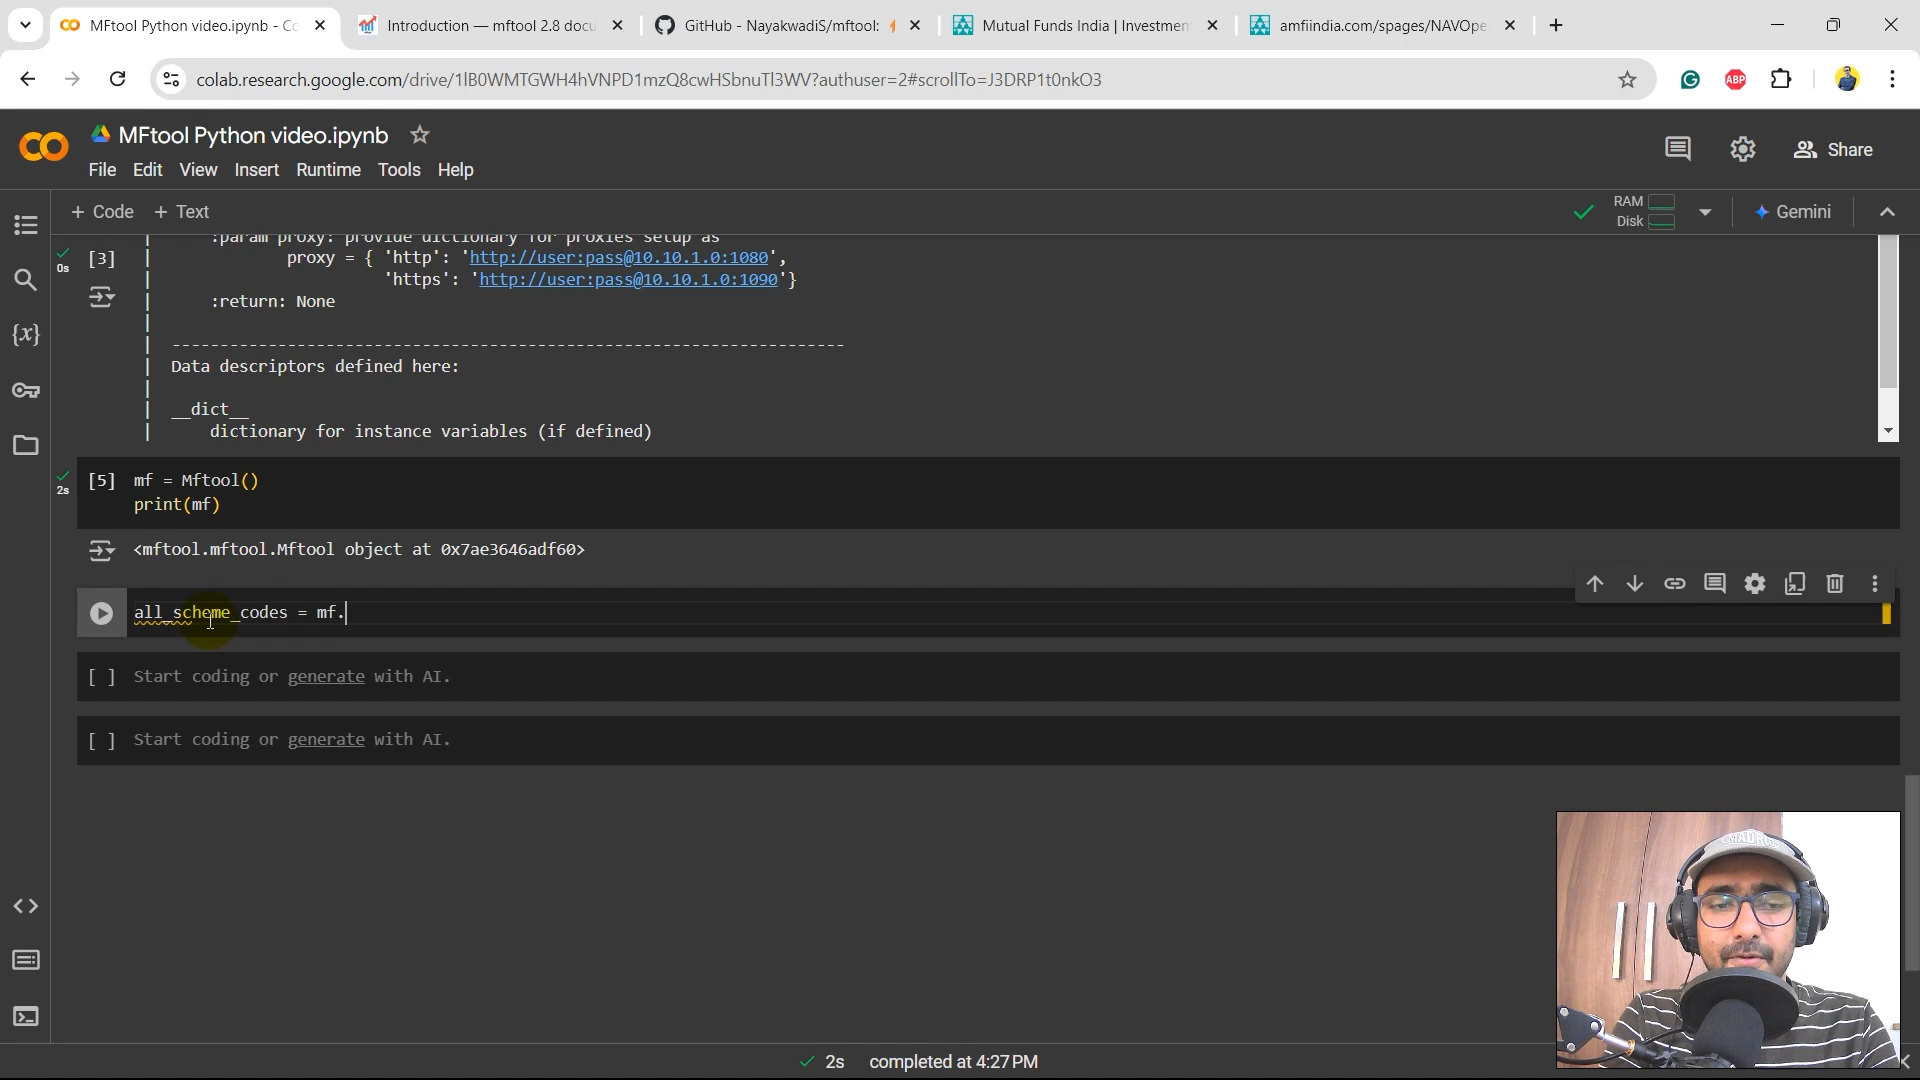 MFtool Python video.ipynb - Co
Introduction — mftool 2.8 docu
GitHub - NayakwadiS/mftool:
Mutual Funds India | Investmen
amfiindia.com/spages/NAVOpe
colab.research.google.com/drive/1lB0WMTGWH4hVNPD1mzQ8cwHSbnuTl3WV?authuser=2#scrollTo=J3DRP1t0nkO3
ABP
MFtool Python video.ipynb
File Edit View Insert Runtime Tools Help
Share
+ Code + Text
RAM
Disk
Gemini
:param proxy: provide dictionary for proxies setup as
0s [3] proxy = { 'http': 'http://user:pass@10.10.1.0:1080',
'https': 'http://user:pass@10.10.1.0:1090'}
:return: None
----------------------------------------------------------------------
Data descriptors defined here:
__dict__
dictionary for instance variables (if defined)
2s [5] mf = Mftool()
print(mf)
<mftool.mftool.Mftool object at 0x7ae3646adf60>
all_scheme_codes = mf.
[ ] Start coding or generate with AI.
[ ] Start coding or generate with AI.
MADRID
2s completed at 4:27 PM